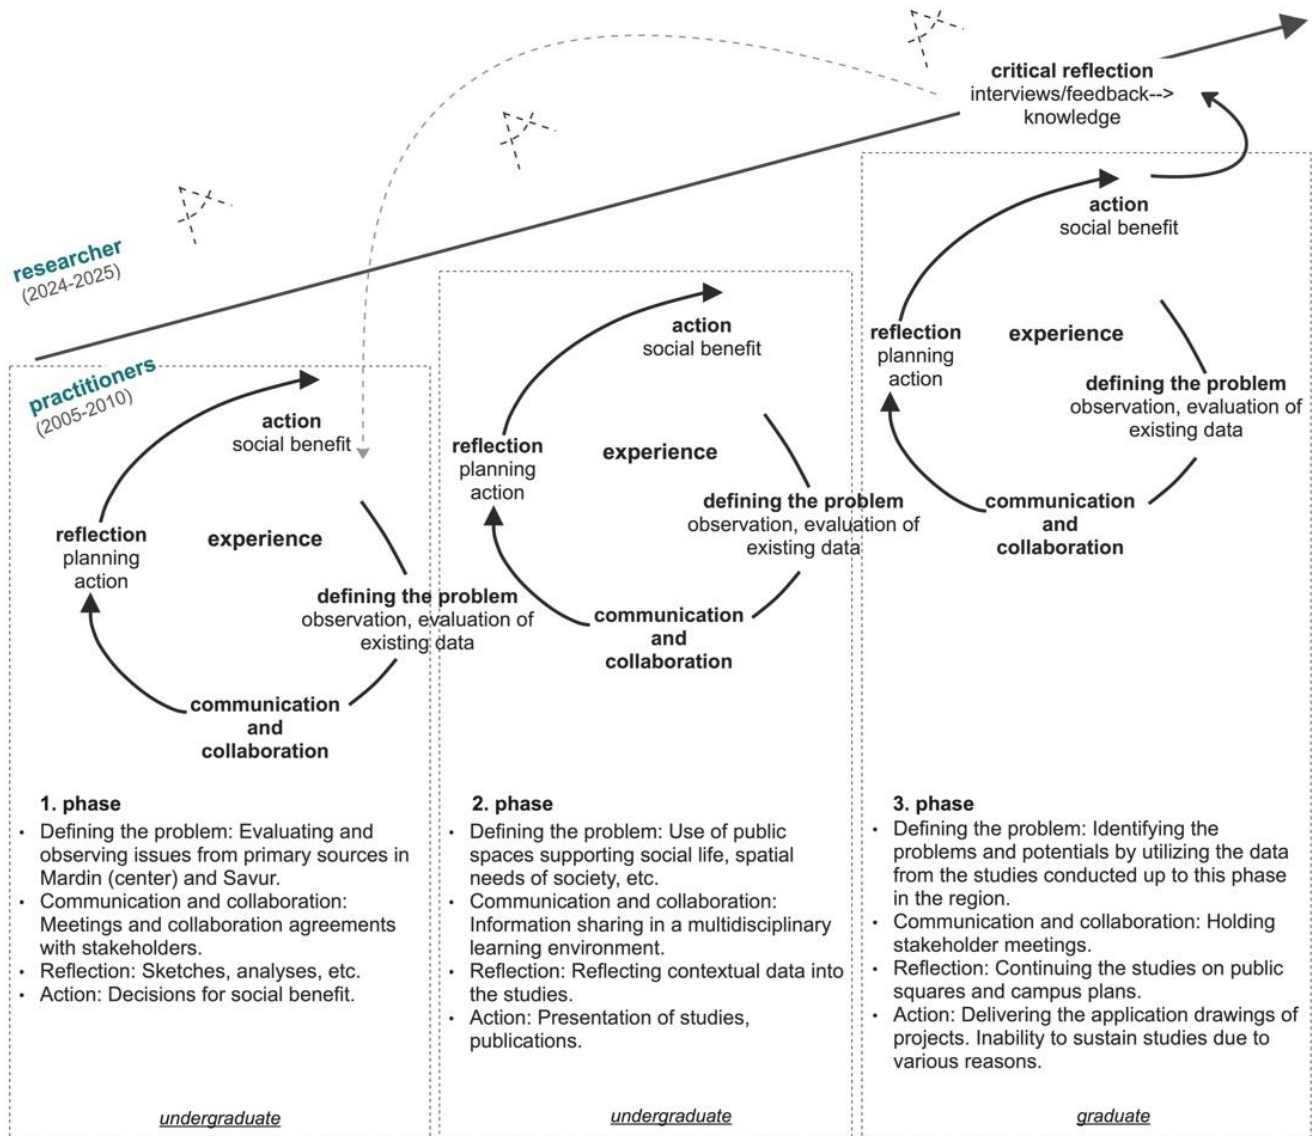 critical reflection
interviews/feedback-->
knowledge
researcher
(2024-2025)
practitioners
(2005-2010)
action
social benefit
reflection
planning
action
experience
defining the problem
observation, evaluation of
existing data
communication
and
collaboration
action
social benefit
reflection
planning
action
experience
defining the problem
observation, evaluation of
existing data
communication
and
collaboration
action
social benefit
reflection
planning
action
experience
defining the problem
observation, evaluation of
existing data
communication
and
collaboration
1. phase
• Defining the problem: Evaluating and
observing issues from primary sources in
Mardin (center) and Savur.
• Communication and collaboration:
Meetings and collaboration agreements
with stakeholders.
• Reflection: Sketches, analyses, etc.
• Action: Decisions for social benefit.
undergraduate
2. phase
• Defining the problem: Use of public
spaces supporting social life, spatial
needs of society, etc.
• Communication and collaboration:
Information sharing in a multidisciplinary
learning environment.
• Reflection: Reflecting contextual data into
the studies.
• Action: Presentation of studies,
publications.
undergraduate
3. phase
• Defining the problem: Identifying the
problems and potentials by utilizing the data
from the studies conducted up to this phase
in the region.
• Communication and collaboration: Holding
stakeholder meetings.
• Reflection: Continuing the studies on public
squares and campus plans.
• Action: Delivering the application drawings of
projects. Inability to sustain studies due to
various reasons.
graduate